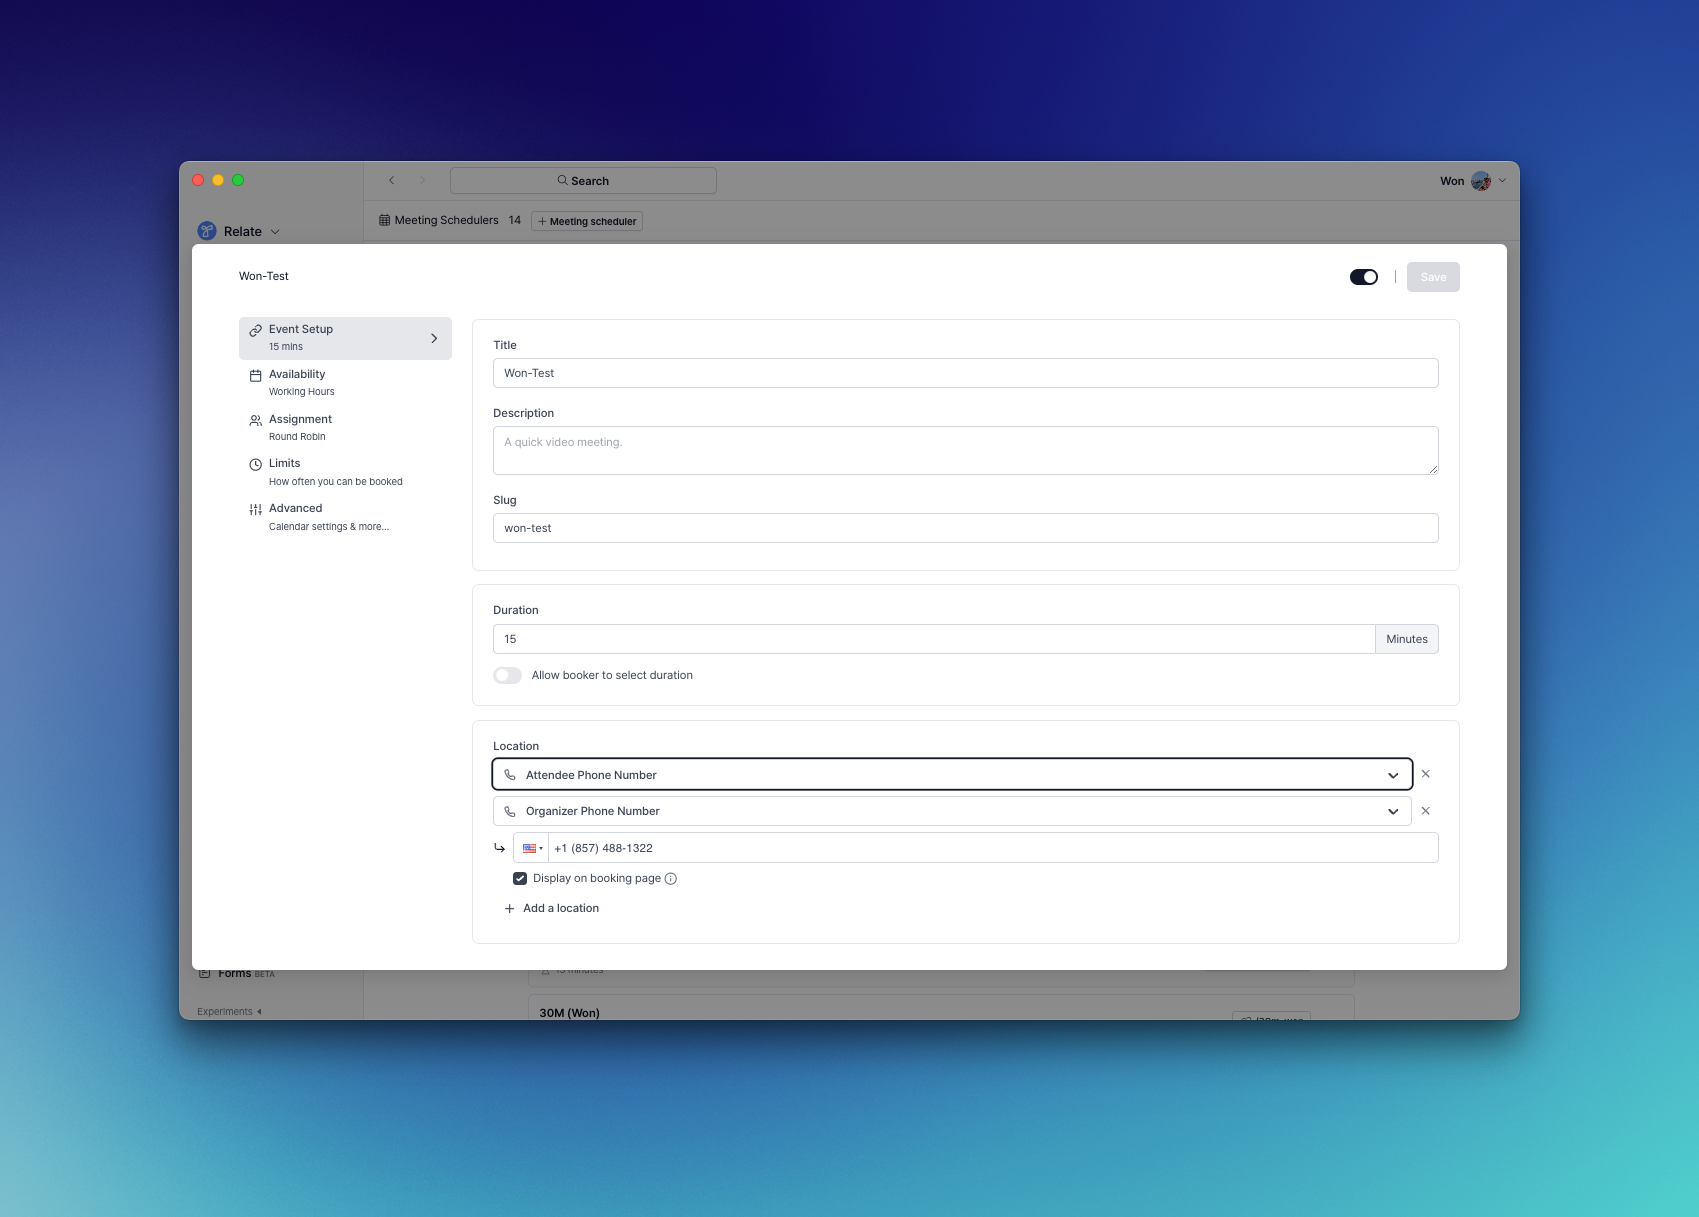 Search
Won
Meeting Schedulers 14
Meeting scheduler
Relate
Won-Test
Save
Event Setup
15 mins
Availability
Working Hours
Assignment
Round Robin
Limits
How often you can be booked
Advanced
Calendar settings & more...
Title
Won-Test
Description
A quick video meeting.
Slug
won-test
Duration
15
Minutes
Allow booker to select duration
Location
Attendee Phone Number
Organizer Phone Number
+1 (857) 488-1322
Display on booking page
Add a location
Forms BETA
15 minutes
Experiments
30M (Won)